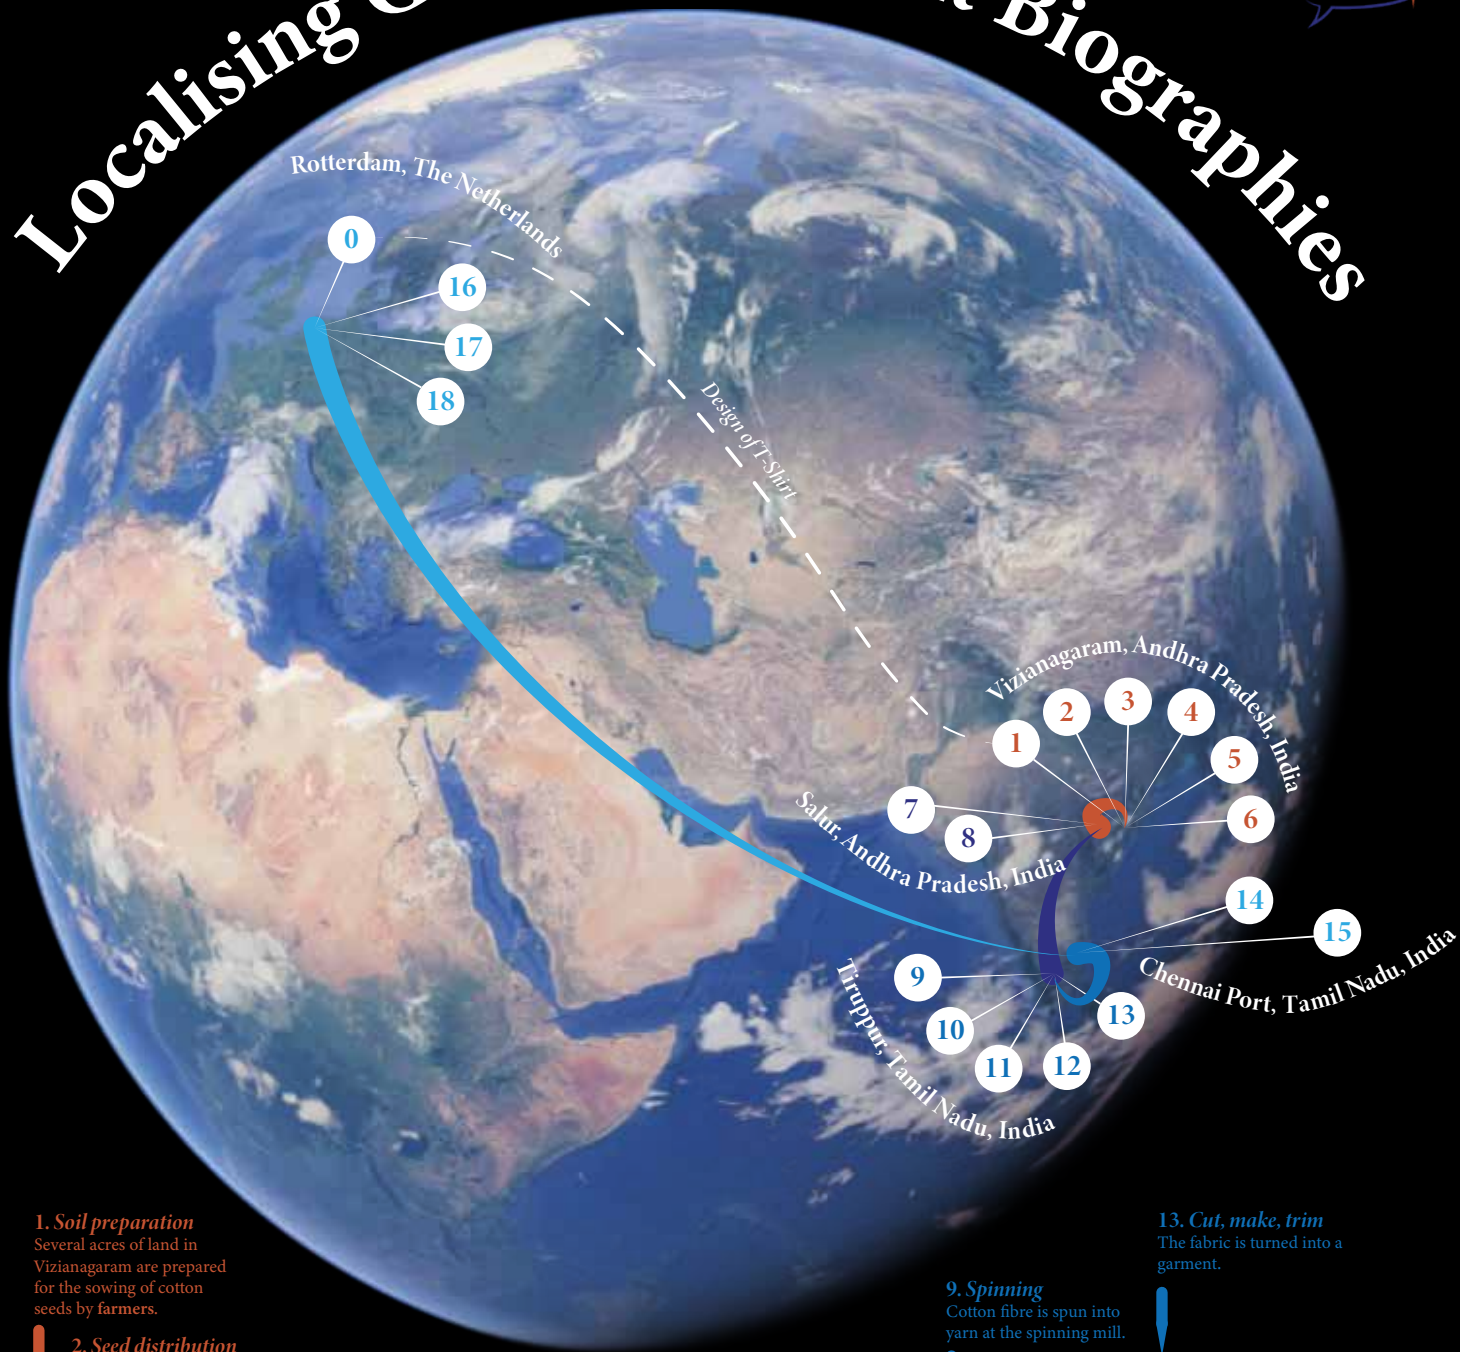 Localising
Biographies
Rotterdam, The Netherlands
0
16
17
18
Design of T-Shirt
Vizianagaram, Andhra Pradesh, India
1
2
3
4
5
6
7
8
Salur, Andhra Pradesh, India
14
15
Chennai Port, Tamil Nadu, India
9
10
11
12
13
Tiruppur, Tamil Nadu, India
1. Soil preparation
Several acres of land in
Vizianagaram are prepared
for the sowing of cotton
seeds by farmers.
2. Seed distribution
9. Spinning
Cotton fibre is spun into
yarn at the spinning mill.
13. Cut, make, trim
The fabric is turned into a
garment.